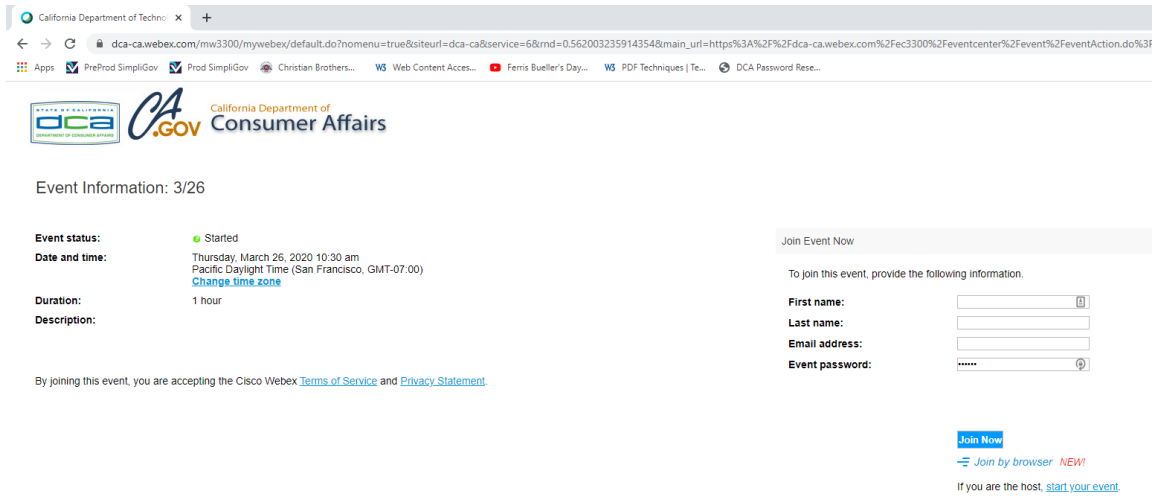 California Department of Technol
dca-ca.webex.com/mw3300/mywebex/default.do?nomenu=true&siteurl=dca-ca&service=6&rnd=0.562003235914354&main_url=https%3A%2F%2Fdca-ca.webex.com%2Fec3300%2Feventcenter%2Fevent%2FeventAction.do%3F
Apps PreProd SimpliGov Prod SimpliGov Christian Brothers... Web Content Acces... Ferris Bueller's Day... PDF Techniques | Te... DCA Password Rese...
STATE OF CALIFORNIA
dca
DEPARTMENT OF CONSUMER AFFAIRS
CA
.GOV
California Department of
Consumer Affairs
Event Information: 3/26
Event status: Started
Date and time: Thursday, March 26, 2020 10:30 am
Pacific Daylight Time (San Francisco, GMT-07:00)
Change time zone
Duration: 1 hour
Description:
By joining this event, you are accepting the Cisco Webex Terms of Service and Privacy Statement.
Join Event Now
To join this event, provide the following information.
First name:
Last name:
Email address:
Event password: ••••••
Join Now
Join by browser NEW!
If you are the host, start your event.